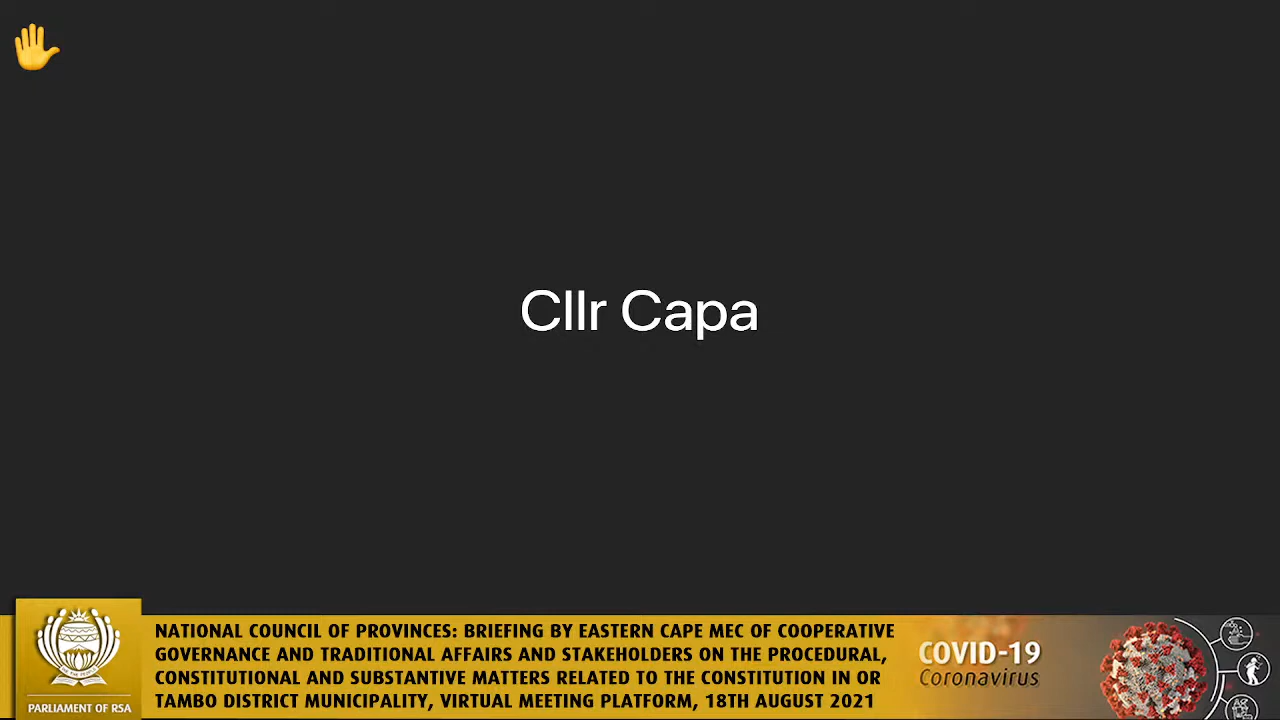 Cllr Capa
NATIONAL COUNCIL OF PROVINCES: BRIEFING BY EASTERN CAPE MEC OF COOPERATIVE
GOVERNANCE AND TRADITIONAL AFFAIRS AND STAKEHOLDERS ON THE PROCEDURAL,
CONSTITUTIONAL AND SUBSTANTIVE MATTERS RELATED TO THE CONSTITUTION IN OR
TAMBO DISTRICT MUNICIPALITY, VIRTUAL MEETING PLATFORM, 18TH AUGUST 2021
PARLIAMENT OF RSA
COVID-19
Coronavirus